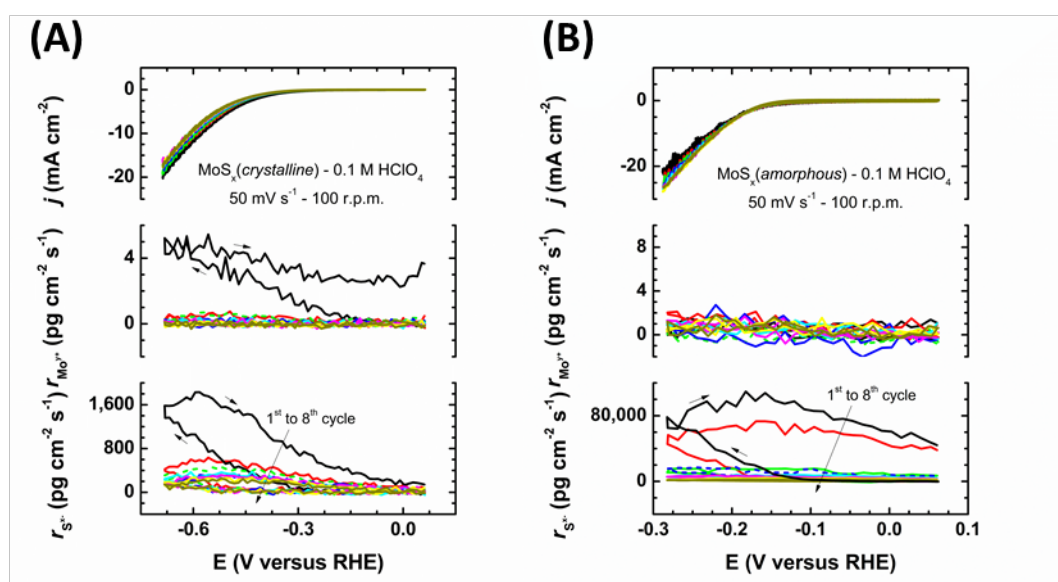 (A)
(B)
j (mA cm⁻²)
0
-10
-20
MoSₓ(crystalline) - 0.1 M HClO₄
50 mV s⁻¹ - 100 r.p.m.
r_Mo^y+ (pg cm⁻² s⁻¹)
4
0
r_S^x- (pg cm⁻² s⁻¹)
1,600
800
0
1ˢᵗ to 8ᵗʰ cycle
-0.6
-0.3
0.0
E (V versus RHE)
j (mA cm⁻²)
0
-20
MoSₓ(amorphous) - 0.1 M HClO₄
50 mV s⁻¹ - 100 r.p.m.
r_Mo^y+ (pg cm⁻² s⁻¹)
8
4
0
r_S^x- (pg cm⁻² s⁻¹)
80,000
0
1ˢᵗ to 8ᵗʰ cycle
-0.3
-0.2
-0.1
0.0
0.1
E (V versus RHE)